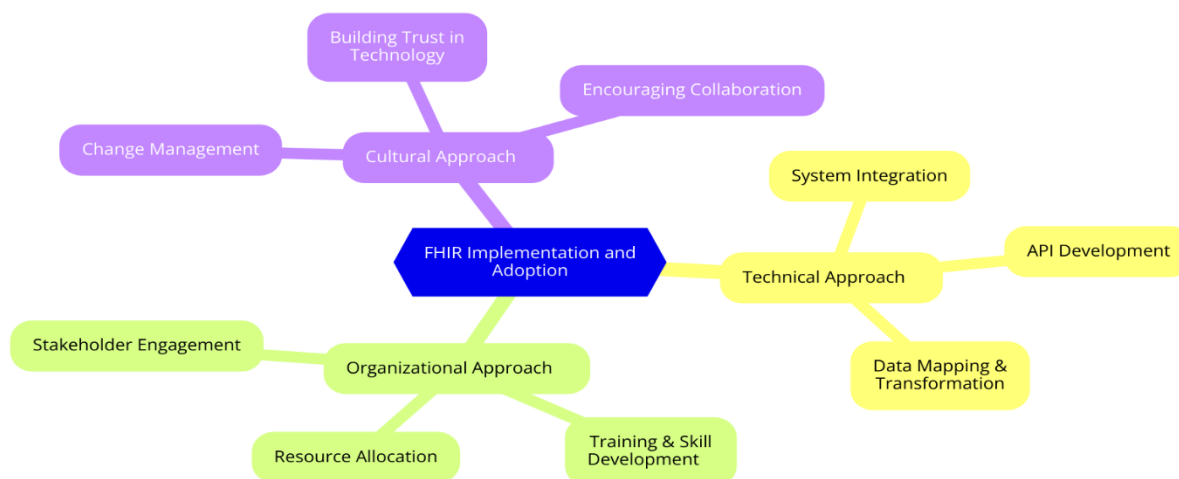 Building Trust in
Technology
Encouraging Collaboration
Change Management
Cultural Approach
System Integration
FHIR Implementation and
Adoption
API Development
Technical Approach
Stakeholder Engagement
Organizational Approach
Data Mapping &
Transformation
Resource Allocation
Training & Skill
Development